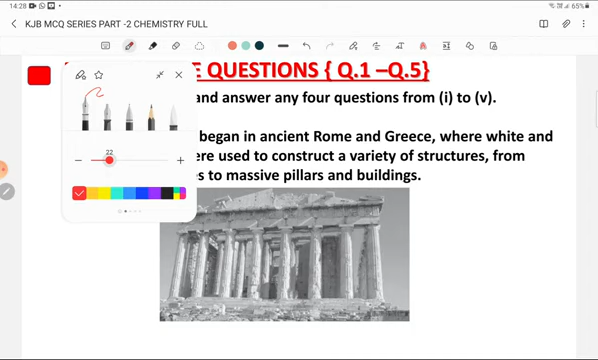 14:28
65%
KJB MCQ SERIES PART -2 CHEMISTRY FULL
E QUESTIONS { Q.1 –Q.5}
and answer any four questions from (i) to (v).
began in ancient Rome and Greece, where white and
ere used to construct a variety of structures, from
es to massive pillars and buildings.
22